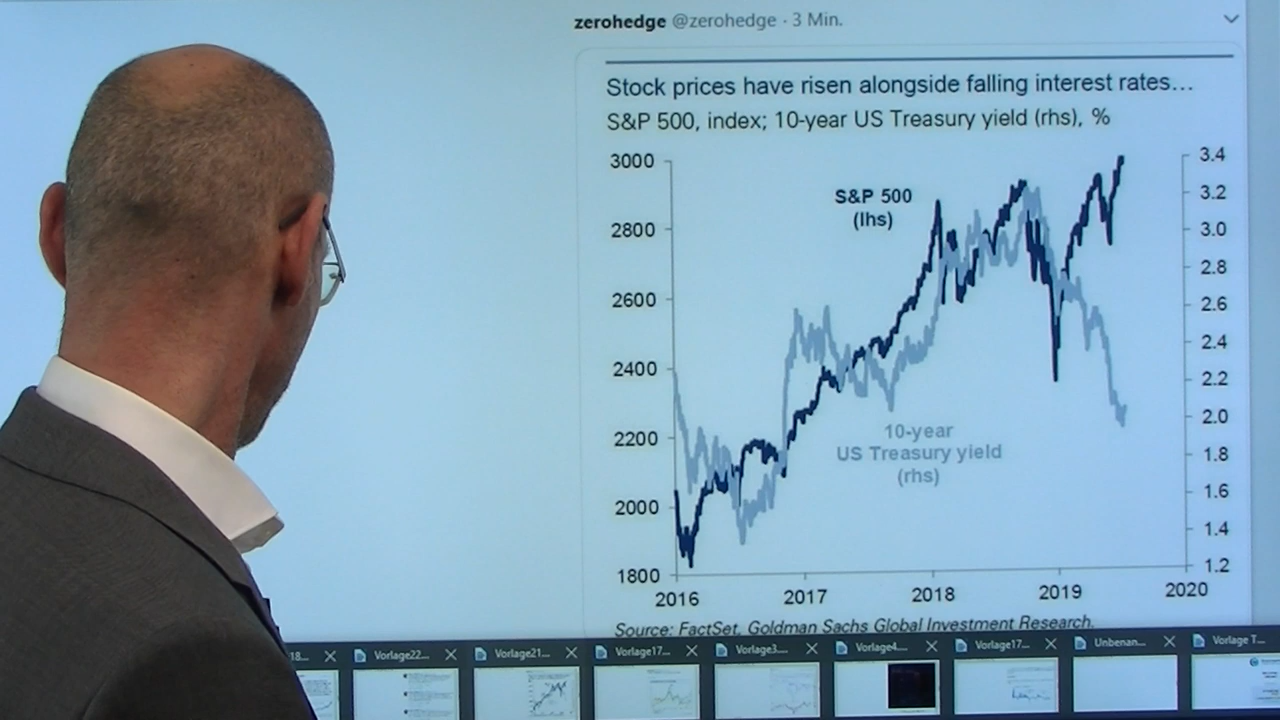 zerohedge @zerohedge · 3 Min.
Stock prices have risen alongside falling interest rates...
S&P 500, index; 10-year US Treasury yield (rhs), %
3000
2800
2600
2400
2200
2000
1800
S&P 500
(lhs)
10-year
US Treasury yield
(rhs)
3.4
3.2
3.0
2.8
2.6
2.4
2.2
2.0
1.8
1.6
1.4
1.2
2016 2017 2018 2019 2020
Source: FactSet, Goldman Sachs Global Investment Research.
18... Vorlage22... Vorlage21... Vorlage17... Vorlage3.... Vorlage4.... Vorlage17... Unbenan... Vorlage T...